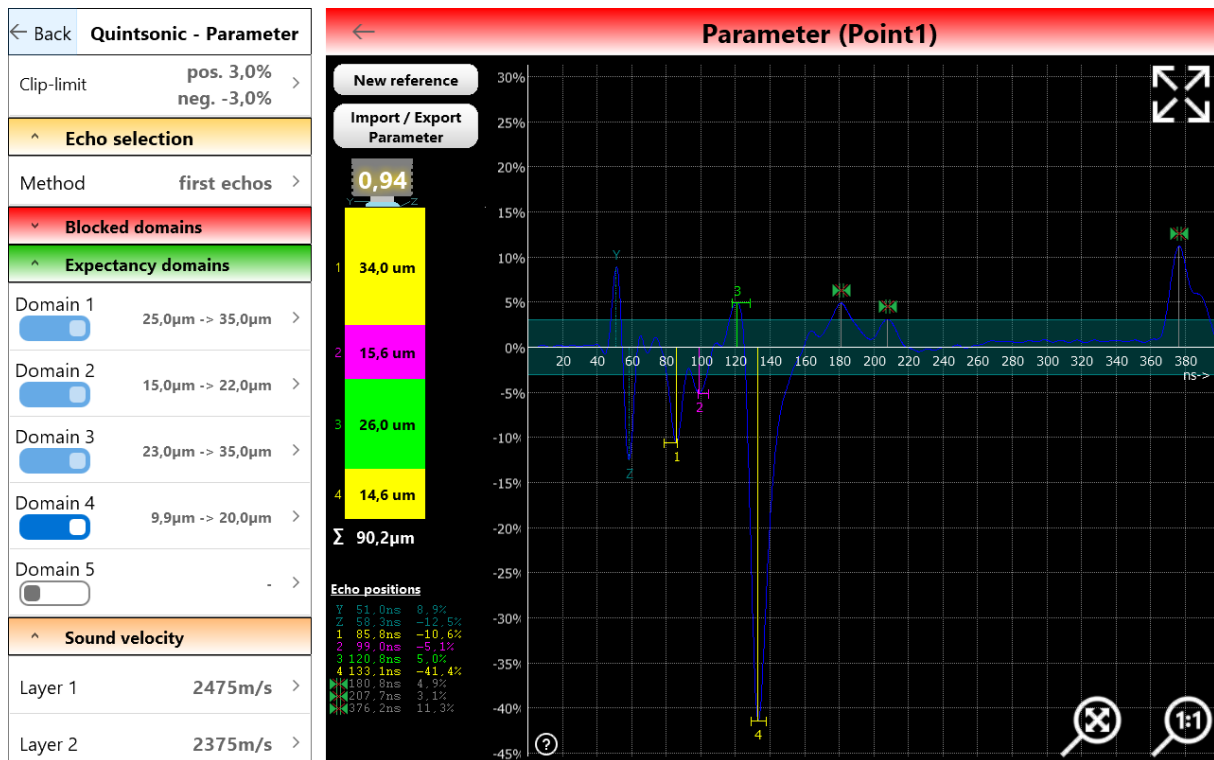 Back
Quintsonic - Parameter
Clip-limit
pos. 3,0%
neg. -3,0%
Echo selection
Method
first echos
Blocked domains
Expectancy domains
Domain 1
25,0µm -> 35,0µm
Domain 2
15,0µm -> 22,0µm
Domain 3
23,0µm -> 35,0µm
Domain 4
9,9µm -> 20,0µm
Domain 5
-
Sound velocity
Layer 1
2475m/s
Layer 2
2375m/s
Parameter (Point1)
New reference
Import / Export
Parameter
0,94
Y
Z
1 34,0 um
2 15,6 um
3 26,0 um
4 14,6 um
Σ 90,2µm
Echo positions
Y 51,0ns 8,9%
Z 58,3ns -12,5%
1 85,8ns -10,6%
2 99,0ns -5,1%
3 120,8ns 5,0%
4 133,1ns -41,4%
180,8ns 4,9%
207,7ns 3,1%
376,2ns 11,3%
30%
25%
20%
15%
10%
5%
0%
-5%
-10%
-15%
-20%
-25%
-30%
-35%
-40%
-45%
20 40 60 80 100 120 140 160 180 200 220 240 260 280 300 320 340 360 380
ns->
Y
Z
1
2
3
4
?
1:1